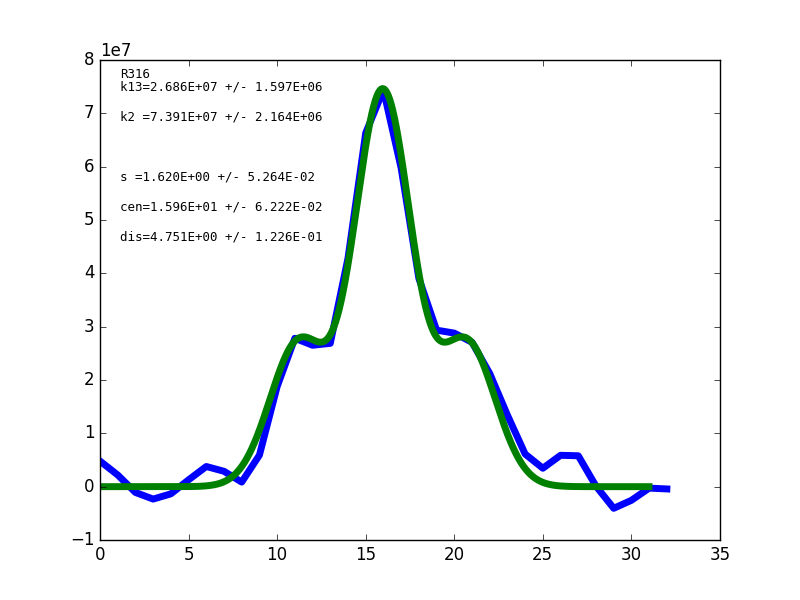 1e7
R316
k13=2.686E+07 +/- 1.597E+06
k2 =7.391E+07 +/- 2.164E+06
s =1.620E+00 +/- 5.264E-02
cen=1.596E+01 +/- 6.222E-02
dis=4.751E+00 +/- 1.226E-01
8
7
6
5
4
3
2
1
0
−1
0 5 10 15 20 25 30 35